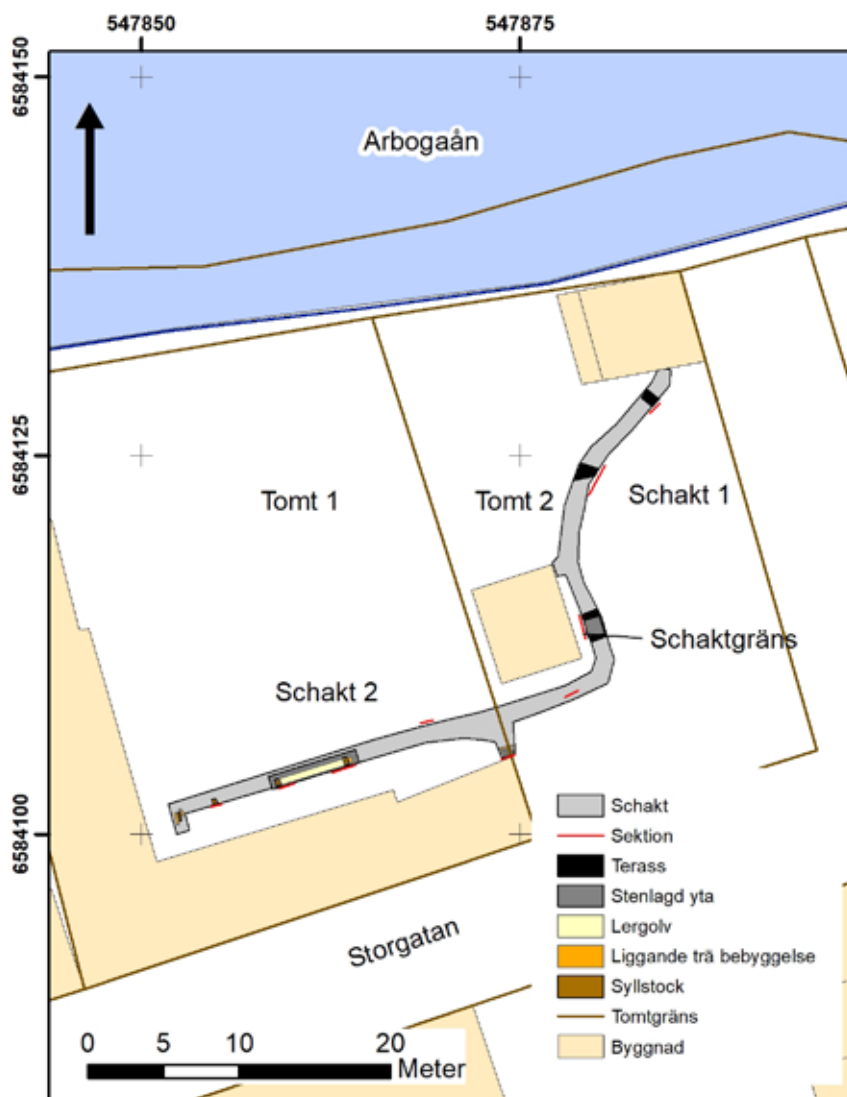 547850
547875
6584150
Arbogaån
6584125
Tomt 1
Tomt 2
Schakt 1
Schaktgräns
Schakt 2
6584100
Storgatan
Schakt
Sektion
Terass
Stenlagd yta
Lergolv
Liggande trä bebyggelse
Syllstock
Tomtgräns
Byggnad
0 5 10 20
Meter